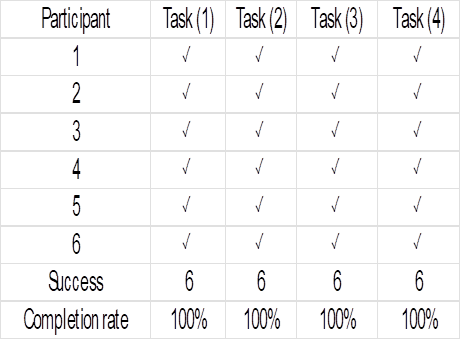 Participant Task (1) Task (2) Task (3) Task (4)
1 √ √ √ √
2 √ √ √ √
3 √ √ √ √
4 √ √ √ √
5 √ √ √ √
6 √ √ √ √
Success 6 6 6 6
Completion rate 100% 100% 100% 100%